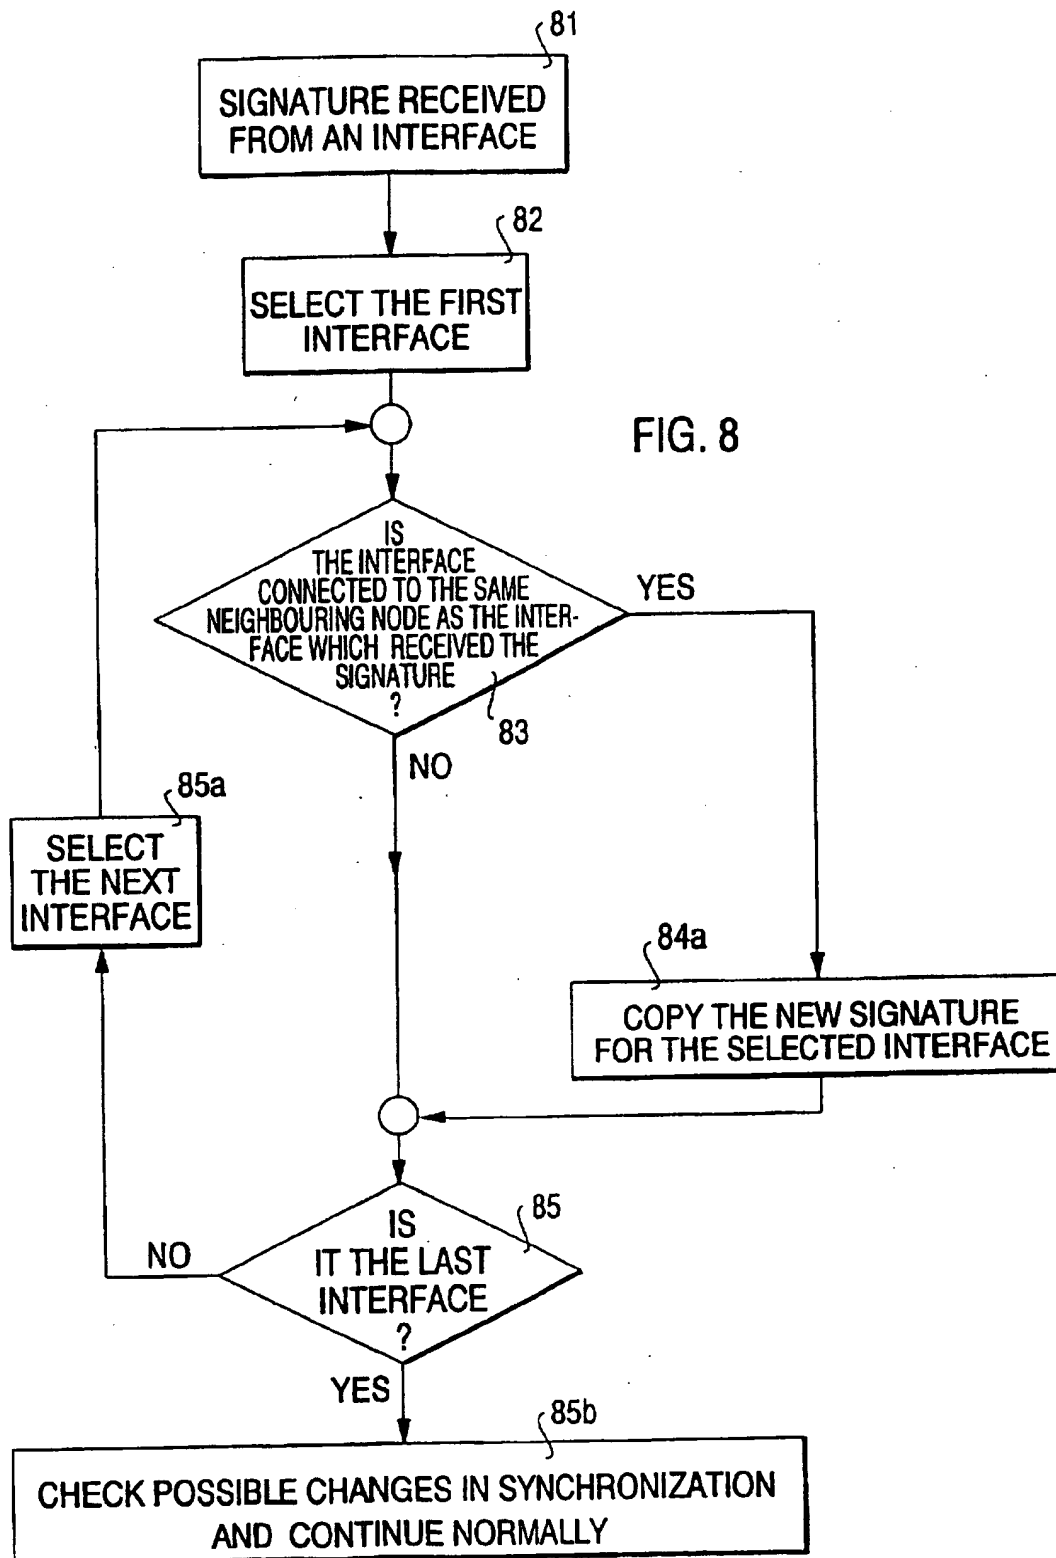 81
SIGNATURE RECEIVED
FROM AN INTERFACE
82
SELECT THE FIRST
INTERFACE
FIG. 8
IS
THE INTERFACE
CONNECTED TO THE SAME
NEIGHBOURING NODE AS THE INTER-
FACE WHICH RECEIVED THE
SIGNATURE
?
YES
83
NO
85a
SELECT
THE NEXT
INTERFACE
84a
COPY THE NEW SIGNATURE
FOR THE SELECTED INTERFACE
85
IS
IT THE LAST
INTERFACE
?
NO
YES
85b
CHECK POSSIBLE CHANGES IN SYNCHRONIZATION
AND CONTINUE NORMALLY